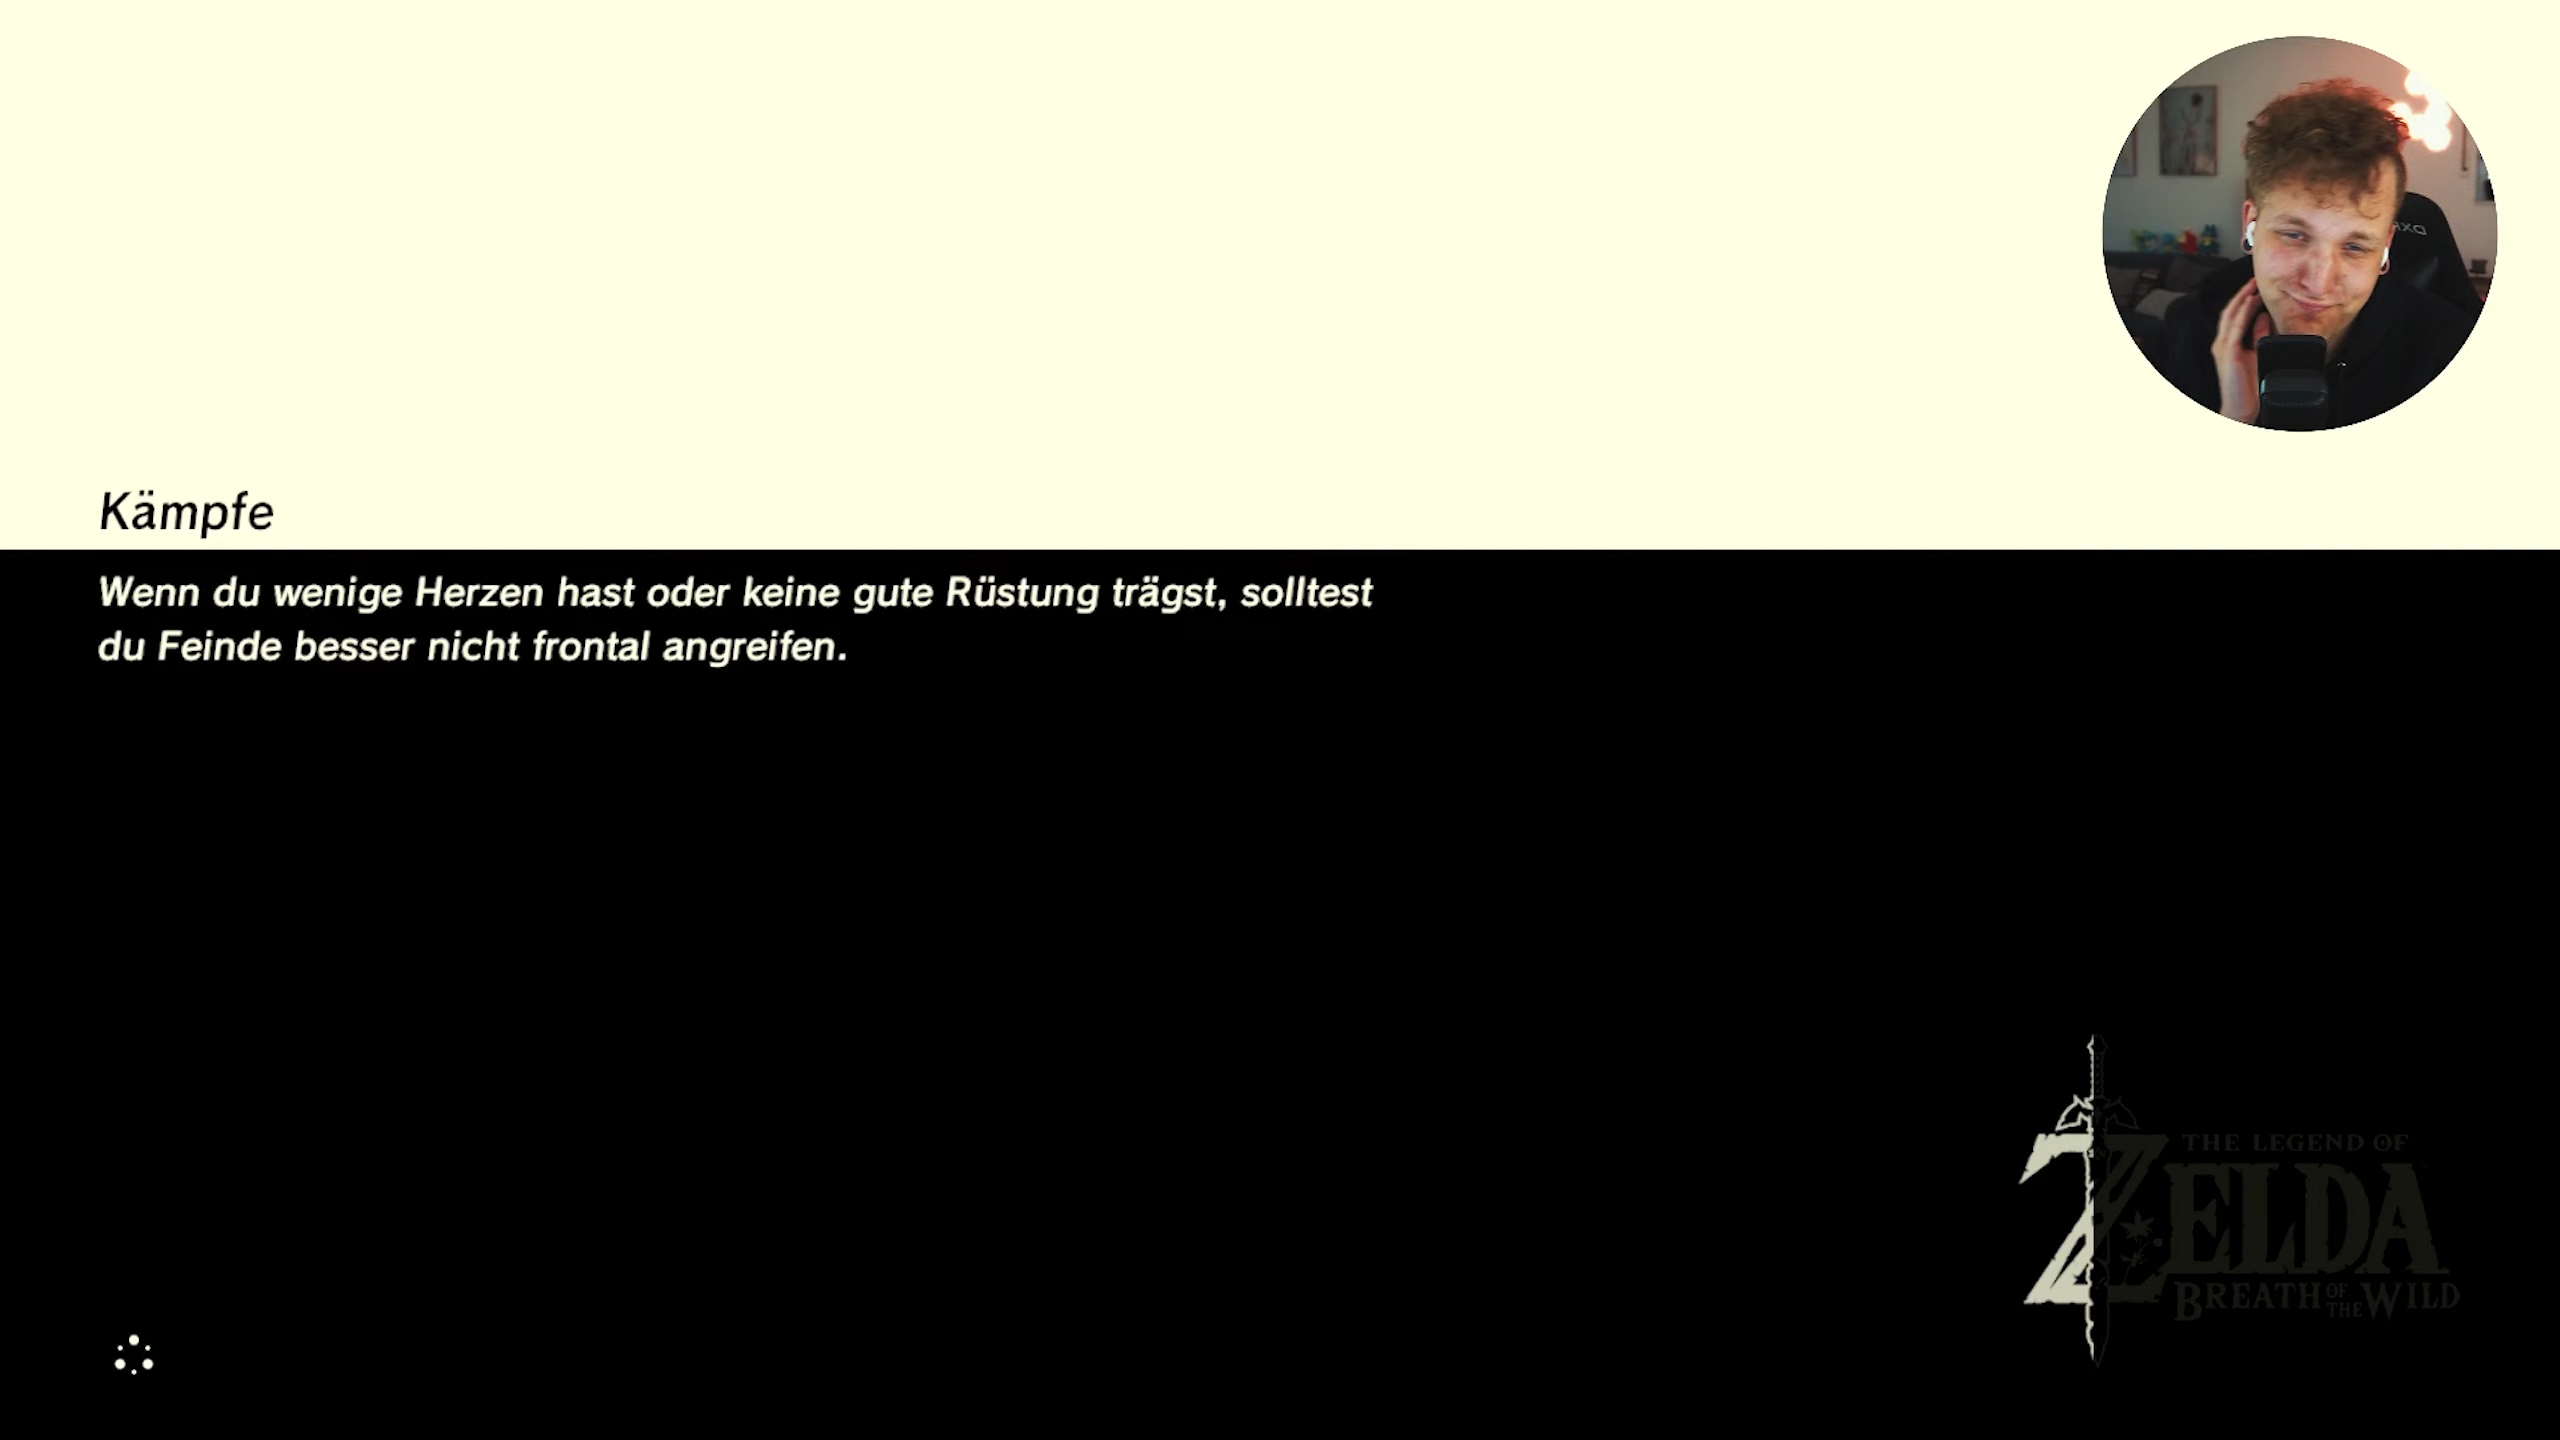 Kämpfe
Wenn du wenige Herzen hast oder keine gute Rüstung trägst, solltest
du Feinde besser nicht frontal angreifen.
THE LEGEND OF
ZELDA
BREATH OF THE WILD